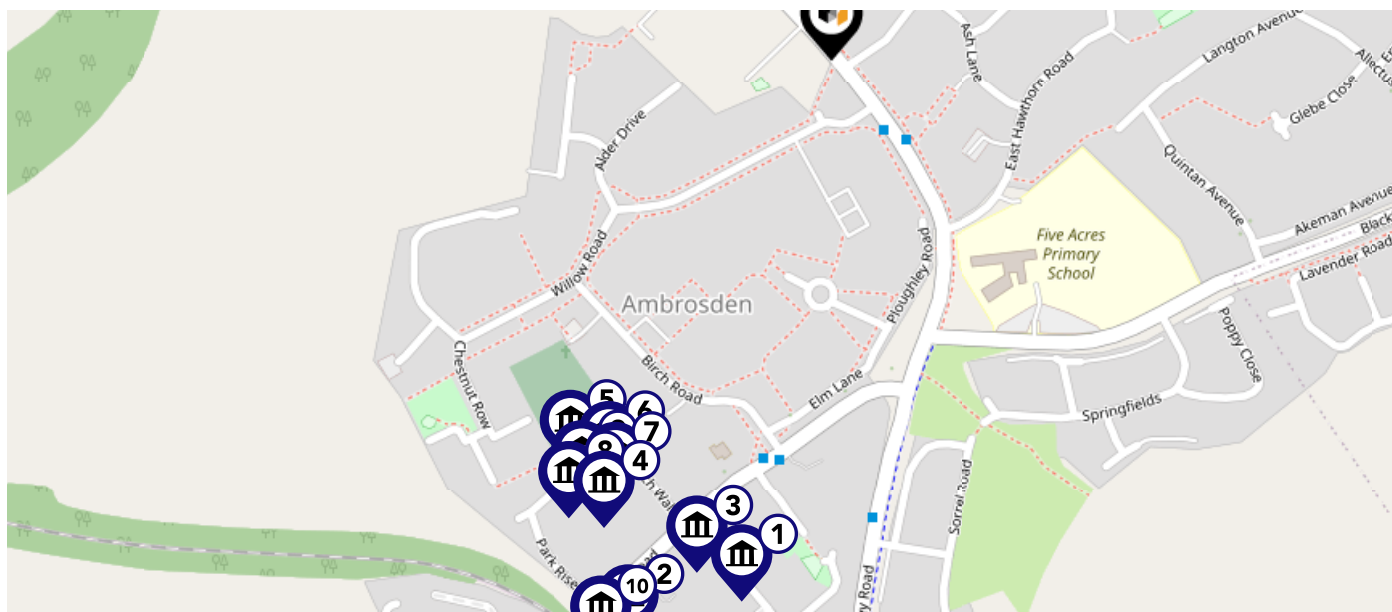 Ash Lane
Langton Avenue
Alder Drive
East Hawthorn Road
Glebe Close
Quintan Avenue
Akeman Avenue
Black
Lavender Road
Five Acres
Primary
School
Willow Road
Ploughley Road
Ambrosden
Poppy Close
Chestnut Row
Birch Road
Elm Lane
Springfields
5
6
7
8
4
Sorrel Road
3
1
Park Rise
2
10